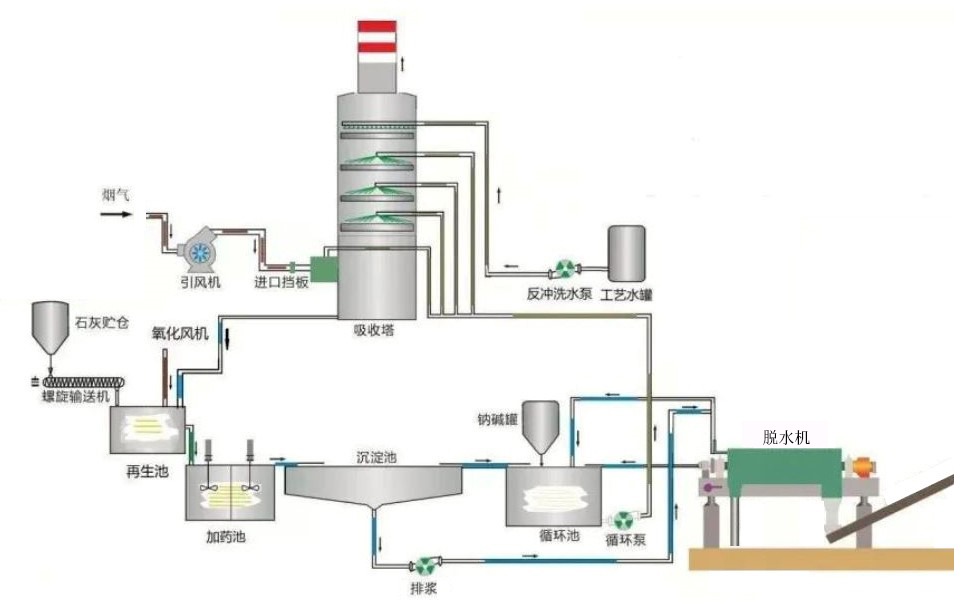 烟气
引风机
进口挡板
反冲洗水泵
工艺水罐
石灰贮仓
氧化风机
吸收塔
螺旋输送机
钠碱罐
脱水机
再生池
沉淀池
加药池
循环池
循环泵
排浆